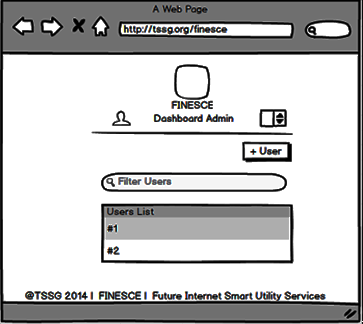 A Web Page
http://tssg.org/finesce
FINESCE
Dashboard Admin
+ User
Filter Users
Users List
#1
#2
@TSSG 2014 | FINESCE | Future Internet Smart Utility Services